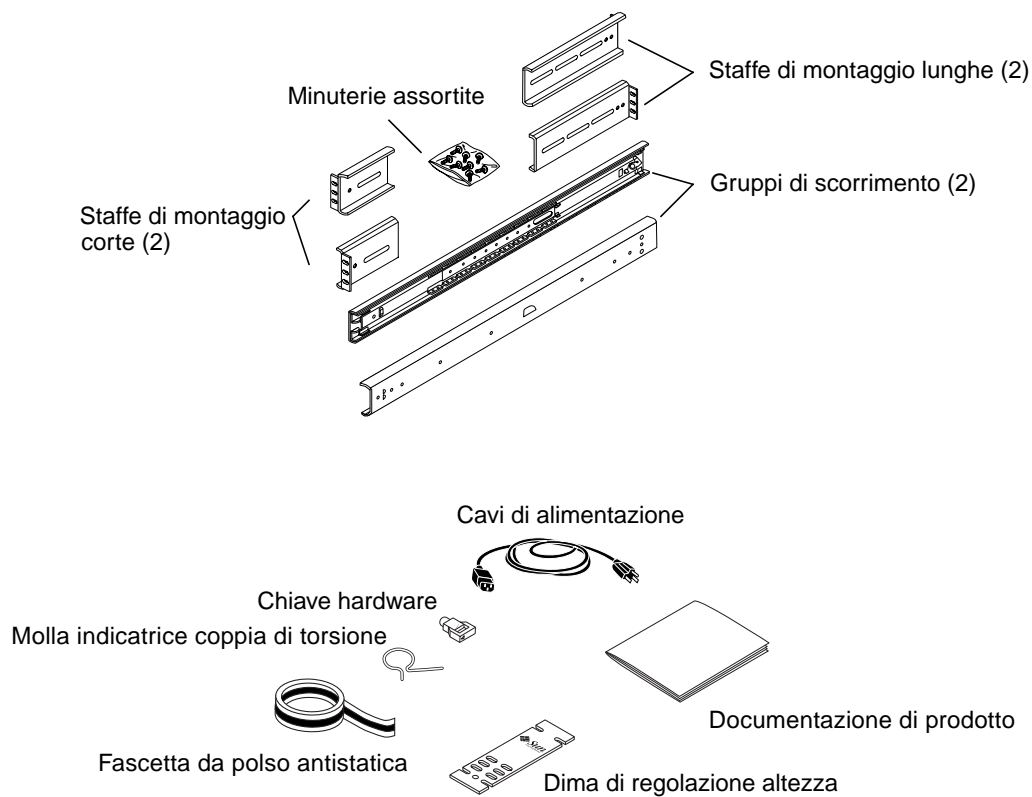 Staffe di montaggio lunghe (2)
Minuterie assortite
Gruppi di scorrimento (2)
Staffe di montaggio
corte (2)
Cavi di alimentazione
Chiave hardware
Molla indicatrice coppia di torsione
Documentazione di prodotto
Sun
Fascetta da polso antistatica
Dima di regolazione altezza